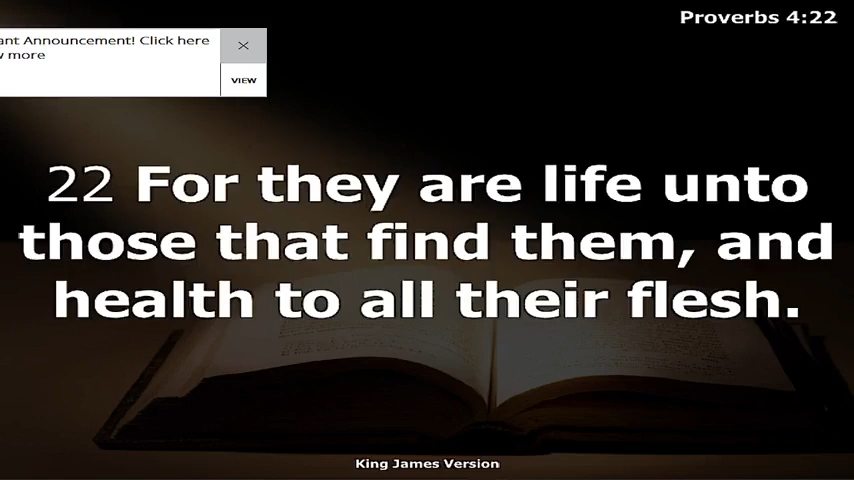 Proverbs 4:22
ant Announcement! Click here
w more
VIEW
22 For they are life unto
those that find them, and
health to all their flesh.
King James Version